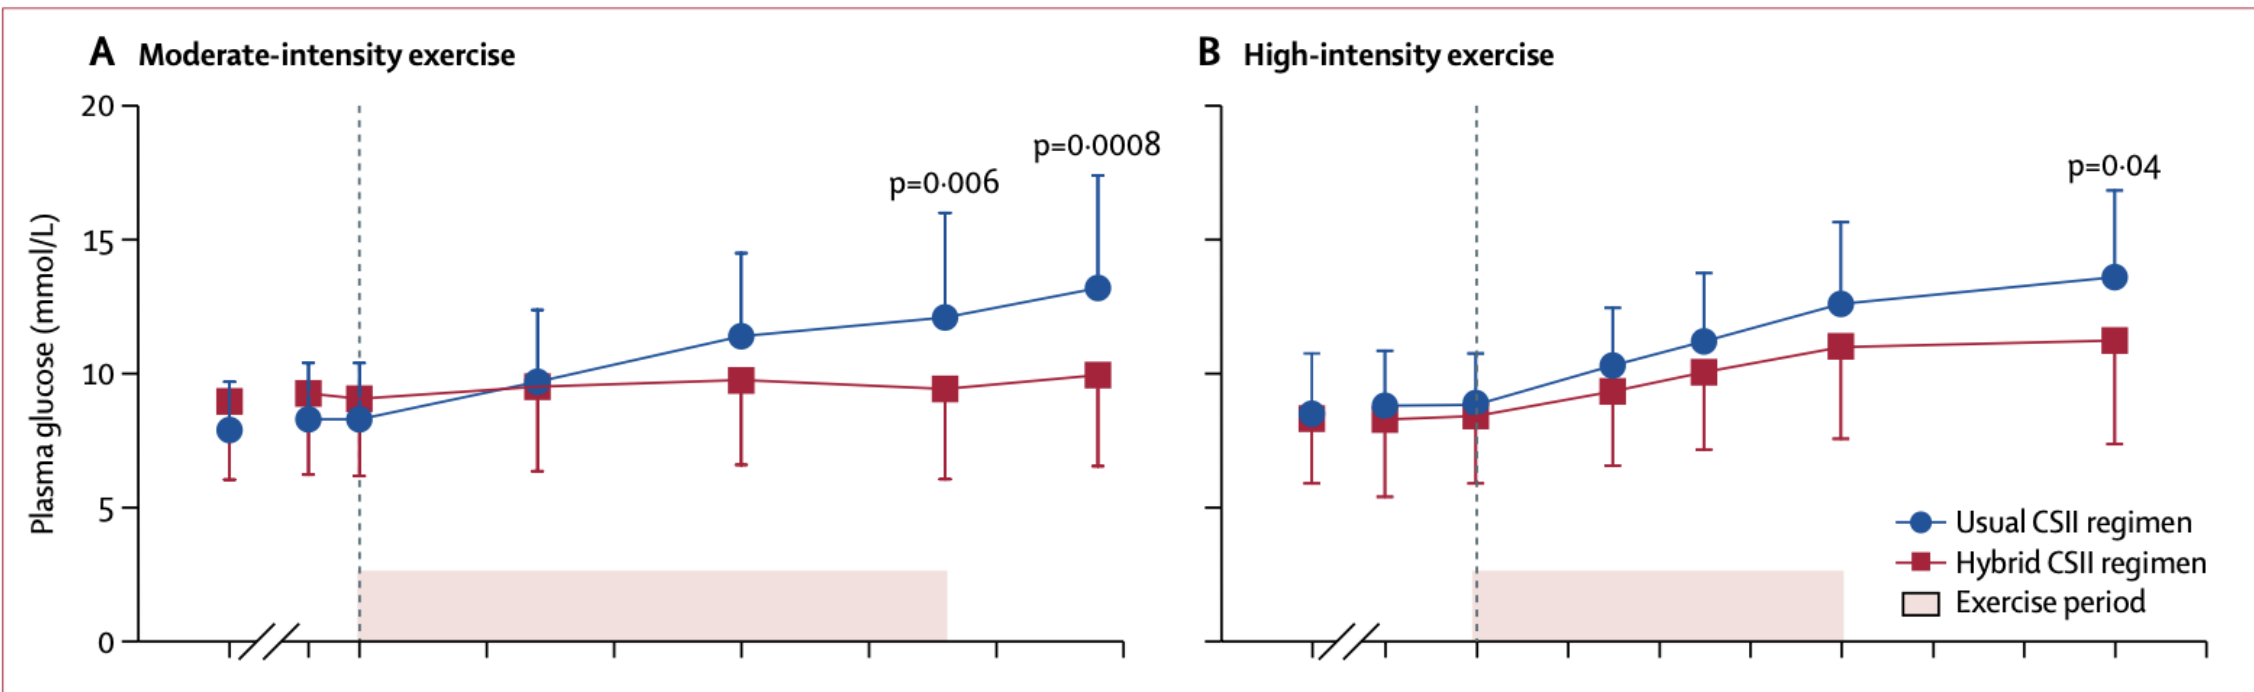 A Moderate-intensity exercise
B High-intensity exercise
20
15
10
5
0
Plasma glucose (mmol/L)
p=0·006
p=0·0008
p=0·04
Usual CSII regimen
Hybrid CSII regimen
Exercise period